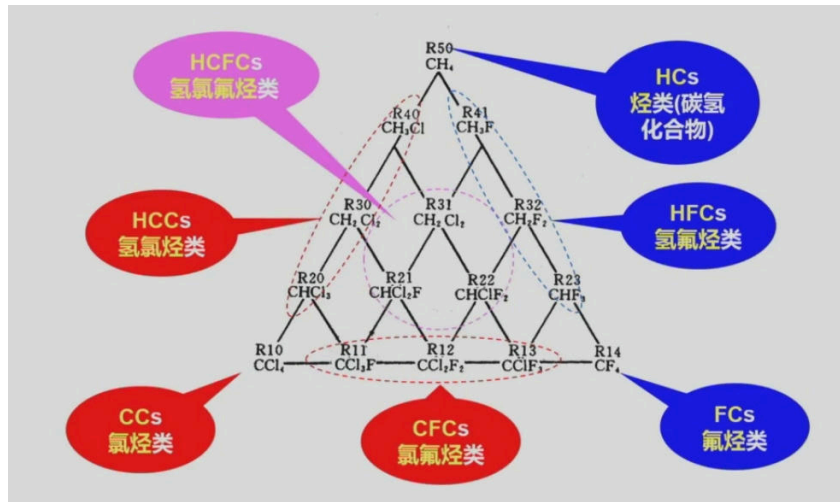 R50
CH₄
HCFCs
氢氯氟烃类
HCs
烃类(碳氢
化合物)
R40
CH₃Cl
R41
CH₃F
HCCs
氢氯烃类
R30
CH₂Cl₂
R31
CH₂Cl₂
R32
CH₂F₂
HFCs
氢氟烃类
R20
CHCl₃
R21
CHCl₂F
R22
CHClF₂
R23
CHF₃
R10
CCl₄
R11
CCl₃F
R12
CCl₂F₂
R13
CClF₃
R14
CF₄
CCs
氯烃类
CFCs
氯氟烃类
FCs
氟烃类